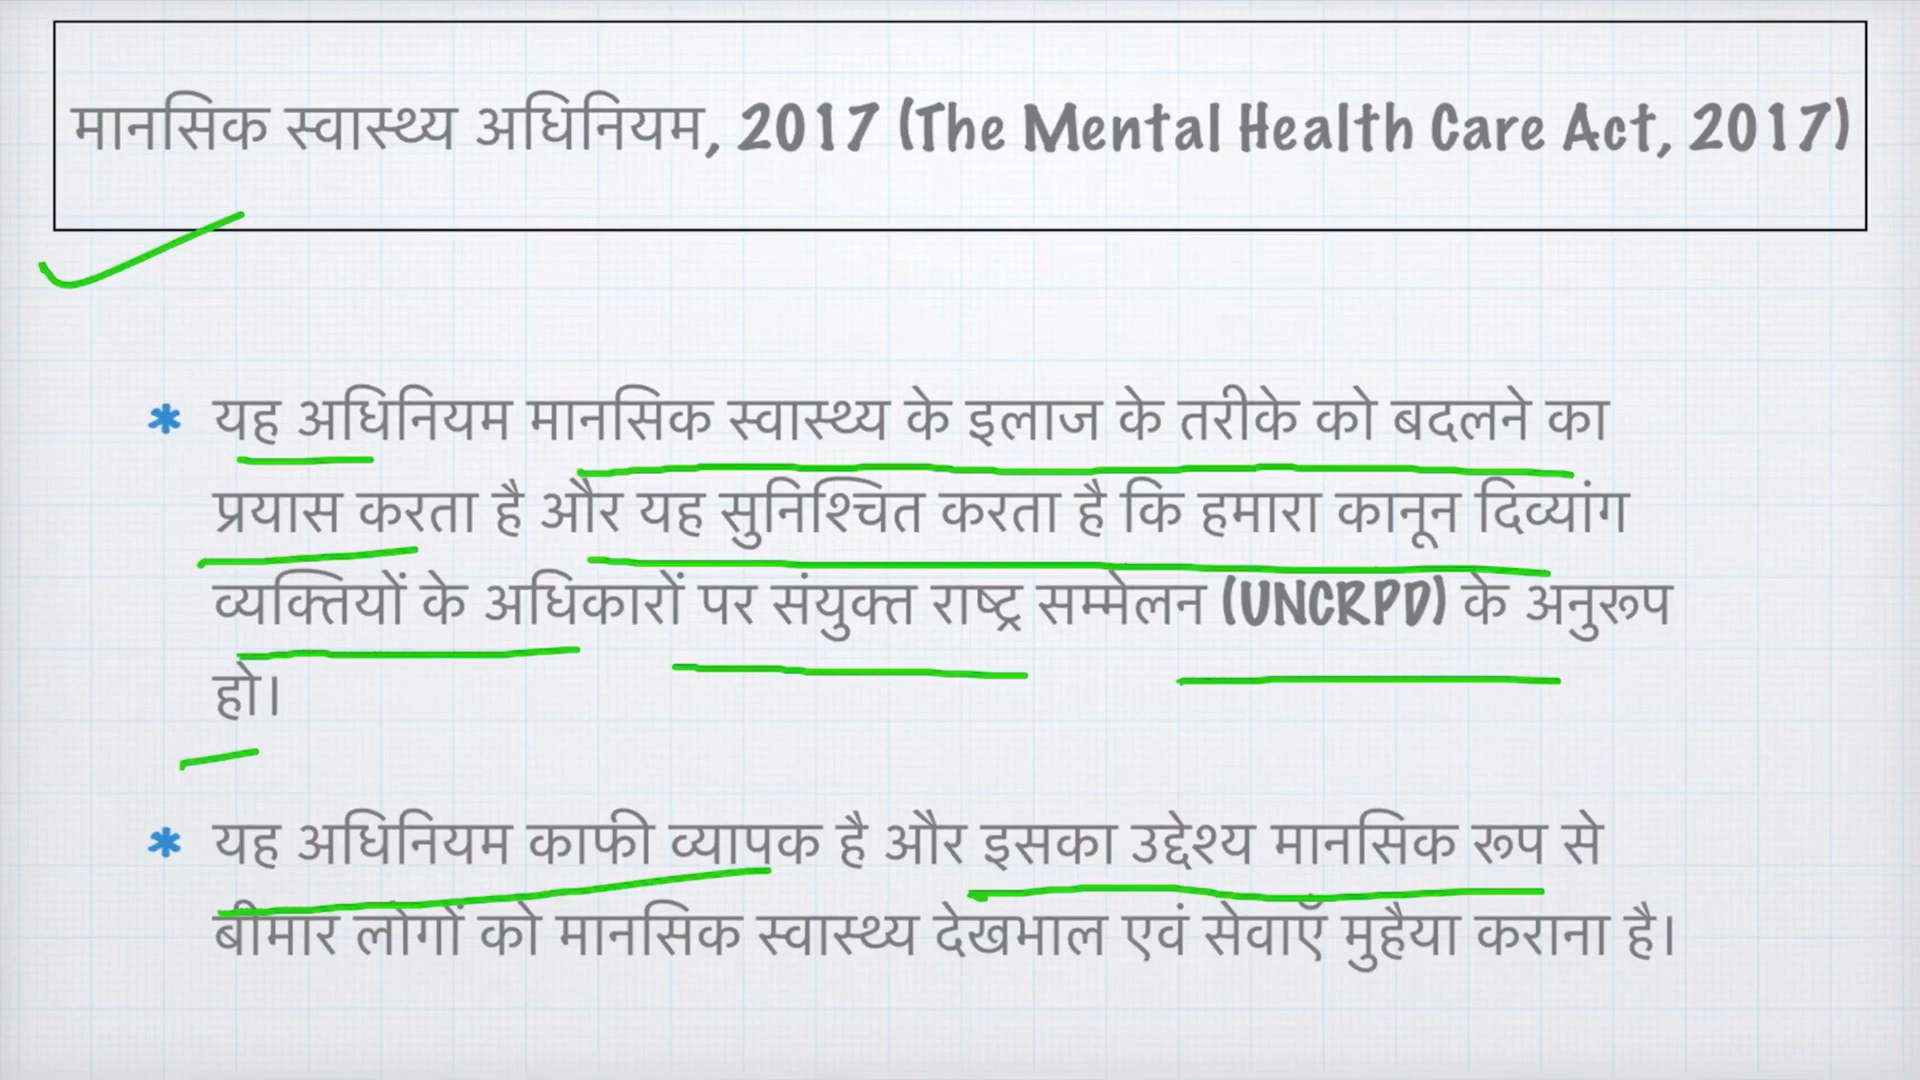 मानसिक स्वास्थ्य अधिनियम, 2017 (The Mental Health Care Act, 2017)
* यह अधिनियम मानसिक स्वास्थ्य के इलाज के तरीके को बदलने का
प्रयास करता है और यह सुनिश्चित करता है कि हमारा कानून दिव्यांग
व्यक्तियों के अधिकारों पर संयुक्त राष्ट्र सम्मेलन (UNCRPD) के अनुरूप
हो।
* यह अधिनियम काफी व्यापक है और इसका उद्देश्य मानसिक रूप से
बीमार लोगों को मानसिक स्वास्थ्य देखभाल एवं सेवाएँ मुहैया कराना है।